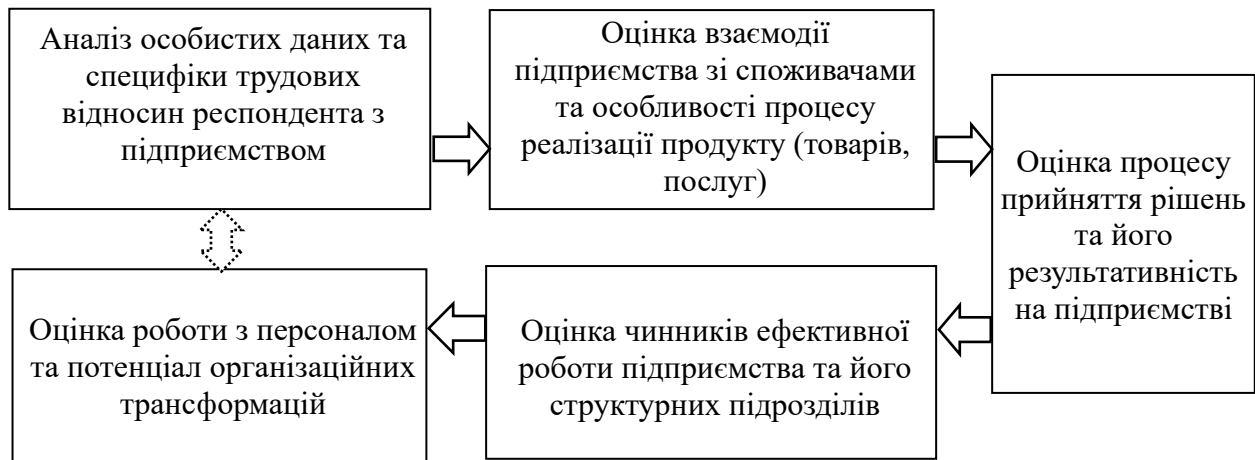 Аналіз особистих даних та
специфіки трудових
відносин респондента з
підприємством
Оцінка взаємодії
підприємства зі споживачами
та особливості процесу
реалізації продукту (товарів,
послуг)
Оцінка процесу
прийняття рішень
та його
результативність
на підприємстві
Оцінка чинників ефективної
роботи підприємства та його
структурних підрозділів
Оцінка роботи з персоналом
та потенціал організаційних
трансформацій